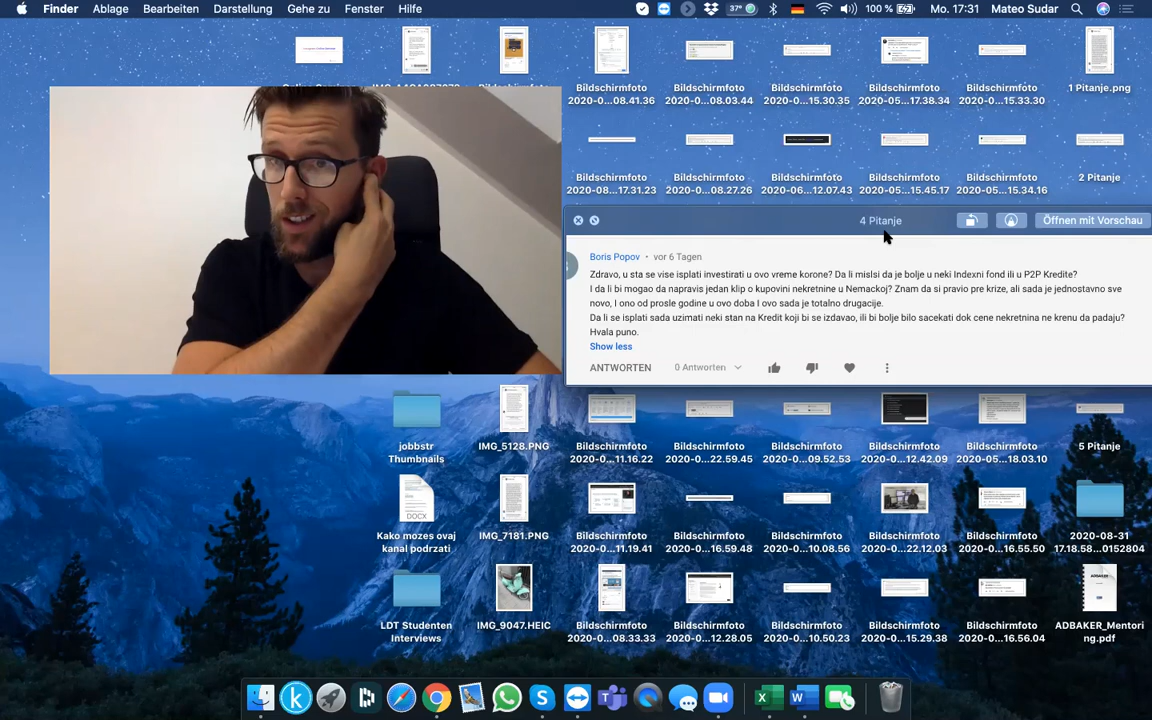 Finder Ablage Bearbeiten Darstellung Gehe zu Fenster Hilfe 37° 100 % Mo. 17:31 Mateo Sudar
Bildschirmfoto 2020-0...08.41.36
Bildschirmfoto 2020-0...08.03.44
Bildschirmfoto 2020-0...15.30.35
Bildschirmfoto 2020-05...17.38.34
Bildschirmfoto 2020-0...15.33.30
1 Pitanje.png
Bildschirmfoto 2020-08...17.31.23
Bildschirmfoto 2020-0...08.27.26
Bildschirmfoto 2020-06...12.07.43
Bildschirmfoto 2020-05...15.45.17
Bildschirmfoto 2020-0...15.34.16
2 Pitanje
4 Pitanje
Öffnen mit Vorschau
Boris Popov • vor 6 Tagen
Zdravo, u sta se vise isplati investirati u ovo vreme korone? Da li mislsi da je bolje u neki Indexni fond ili u P2P Kredite?
I da li bi mogao da napravis jedan klip o kupovini nekretnine u Nemackoj? Znam da si pravio pre krize, ali sada je jednostavno sve
novo, I ono od prosle godine u ovo doba I ovo sada je totalno drugacije.
Da li se isplati sada uzimati neki stan na Kredit koji bi se izdavao, ili bi bolje bilo sacekati dok cene nekretnina ne krenu da padaju?
Hvala puno.
Show less
ANTWORTEN 0 Antworten
jobbstr Thumbnails
IMG_5128.PNG
Bildschirmfoto 2020-0...11.16.22
Bildschirmfoto 2020-0...22.59.45
Bildschirmfoto 2020-0...09.52.53
Bildschirmfoto 2020-0...12.42.09
Bildschirmfoto 2020-05...18.03.10
5 Pitanje
DOCX
Kako mozes ovaj kanal podrzati
IMG_7181.PNG
Bildschirmfoto 2020-0...11.19.41
Bildschirmfoto 2020-0...16.59.48
Bildschirmfoto 2020-0...10.08.56
Bildschirmfoto 2020-0...22.12.03
Bildschirmfoto 2020-0...16.55.50
2020-08-31 17.18.58...0152804
LDT Studenten Interviews
IMG_9047.HEIC
Bildschirmfoto 2020-0...08.33.33
Bildschirmfoto 2020-0...12.28.05
Bildschirmfoto 2020-0...10.50.23
Bildschirmfoto 2020-0...15.29.38
Bildschirmfoto 2020-0...16.56.04
ADBAKER_Mentoring.pdf